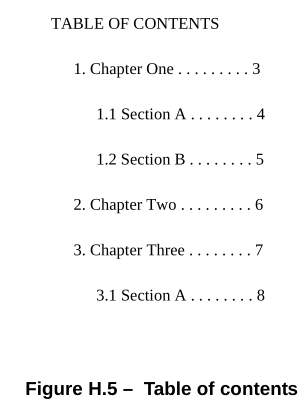 TABLE OF CONTENTS
1. Chapter One . . . . . . . . . 3
1.1 Section A . . . . . . . . 4
1.2 Section B . . . . . . . . 5
2. Chapter Two . . . . . . . . . 6
3. Chapter Three . . . . . . . . 7
3.1 Section A . . . . . . . . 8
Figure H.5 – Table of contents